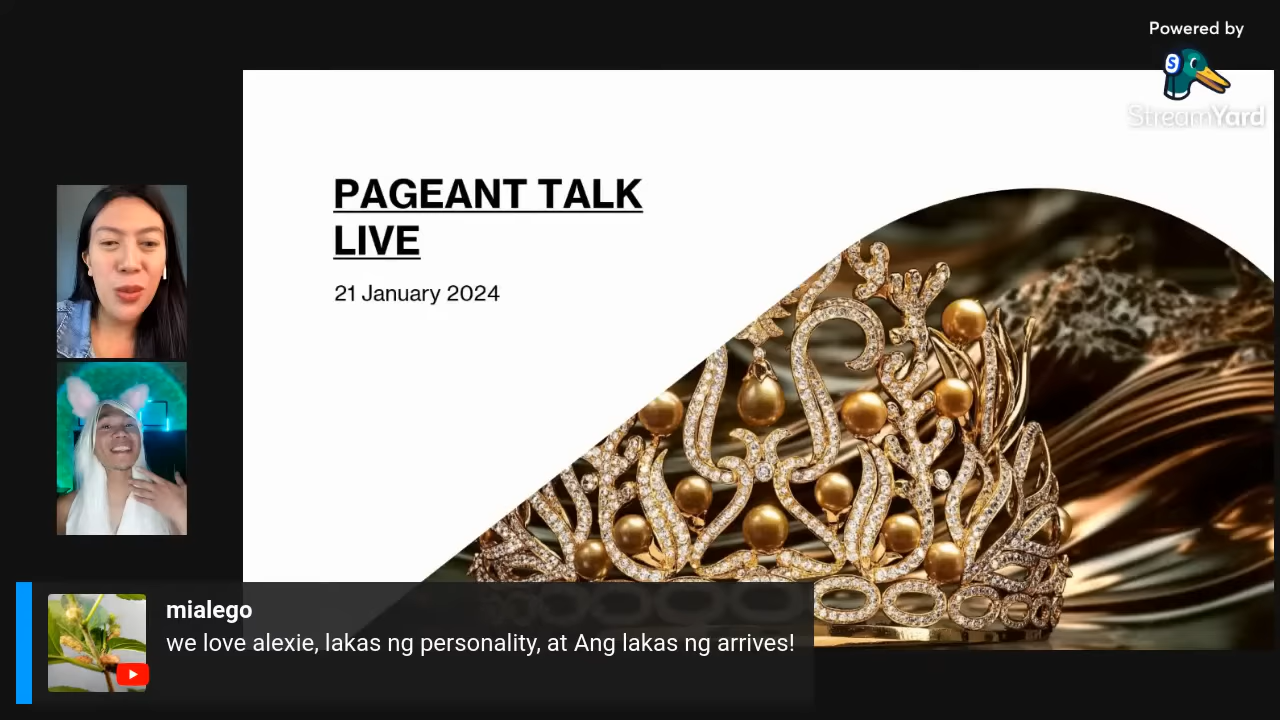 Powered by
S
StreamYard
PAGEANT TALK
LIVE
21 January 2024
mialego
we love alexie, lakas ng personality, at Ang lakas ng arrives!